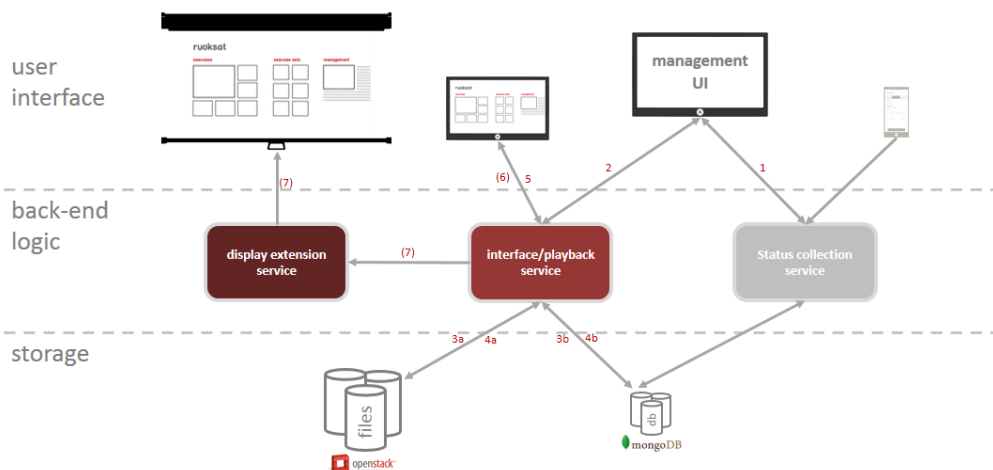 user
interface
ruoksat
exercises
exercise sets
management
ruoksat
management
UI
(7)
(6)
5
2
1
back-end
logic
display extension
service
(7)
interface/playback
service
Status collection
service
storage
3a
4a
3b
4b
files
openstack
db
mongoDB